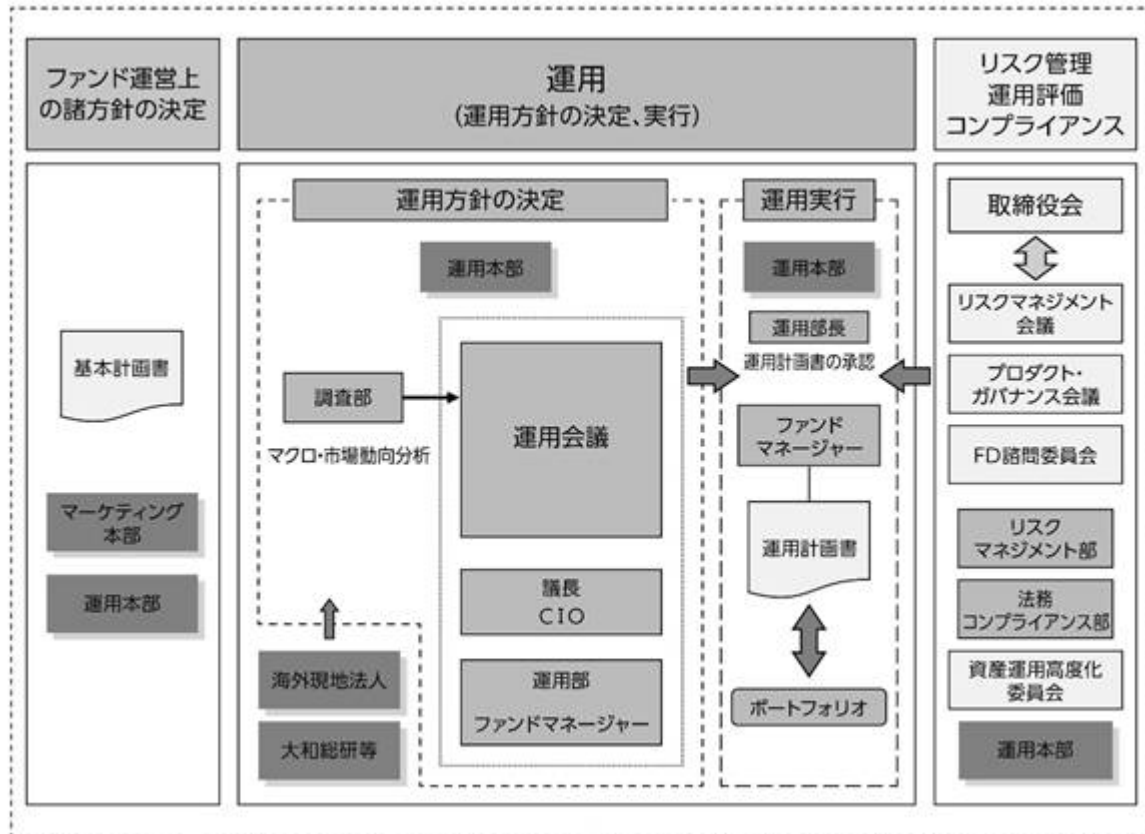 ファンド運営上
の諸方針の決定
運用
(運用方針の決定、実行)
リスク管理
運用評価
コンプライアンス
基本計画書
マーケティング
本部
運用本部
運用方針の決定
運用本部
調査部
マクロ・市場動向分析
運用会議
議長
CIO
運用部
ファンドマネージャー
海外現地法人
大和総研等
運用実行
運用本部
運用部長
運用計画書の承認
ファンド
マネージャー
運用計画書
ポートフォリオ
取締役会
リスクマネジメント
会議
プロダクト・
ガバナンス会議
FD諮問委員会
リスク
マネジメント部
法務
コンプライアンス部
資産運用高度化
委員会
運用本部